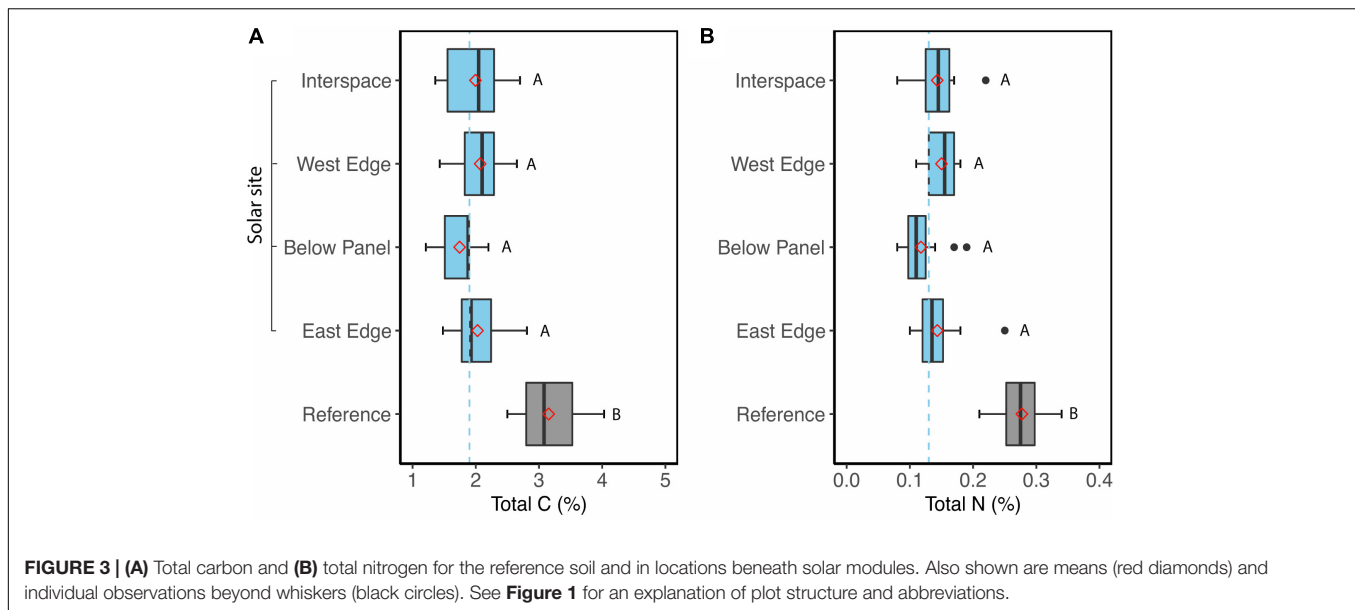 A
B
Solar site
Interspace
A
West Edge
A
Below Panel
A
East Edge
A
Reference
B
1 2 3 4 5
Total C (%)
Interspace
A
West Edge
A
Below Panel
A
East Edge
A
Reference
B
0.0 0.1 0.2 0.3 0.4
Total N (%)
FIGURE 3 | (A) Total carbon and (B) total nitrogen for the reference soil and in locations beneath solar modules. Also shown are means (red diamonds) and
individual observations beyond whiskers (black circles). See Figure 1 for an explanation of plot structure and abbreviations.